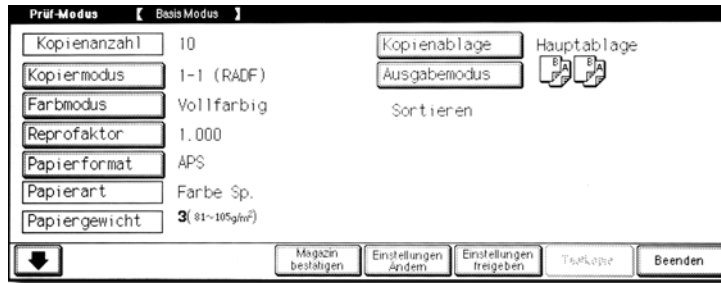 Prüf-Modus 【 Basis Modus 】
Kopienanzahl 10
Kopiermodus 1-1 (RADF)
Farbmodus Vollfarbig
Reprofaktor 1.000
Papierformat APS
Papierart Farbe Sp.
Papiergewicht 3(81~105g/m²)
Kopienablage Hauptablage
Ausgabemodus B A B A
Sortieren
Magazin bestätigen
Einstellungen Ändern
Einstellungen freigeben
Testkopie
Beenden